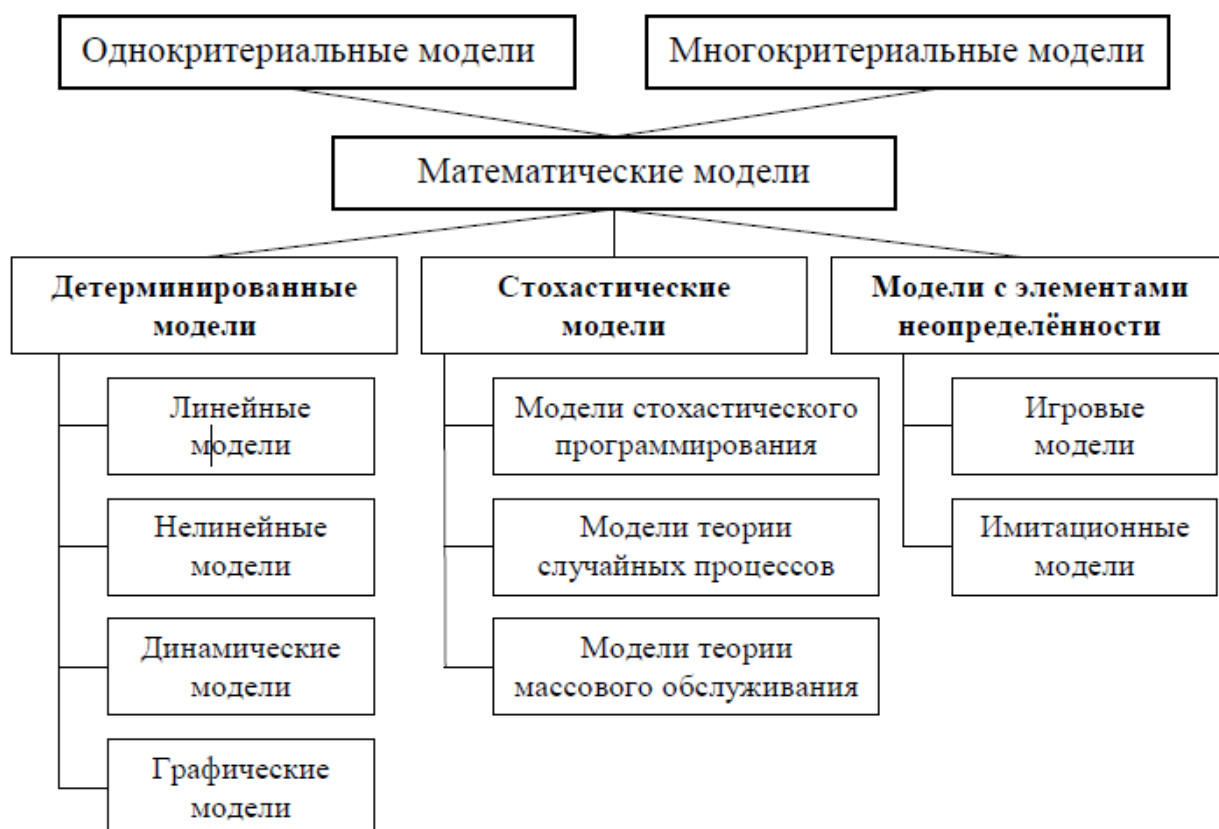 Однокритериальные модели
Многокритериальные модели
Математические модели
Детерминированные
модели
Стохастические
модели
Модели с элементами
неопределённости
Линейные
модели
Нелинейные
модели
Динамические
модели
Графические
модели
Модели стохастического
программирования
Модели теории
случайных процессов
Модели теории
массового обслуживания
Игровые
модели
Имитационные
модели